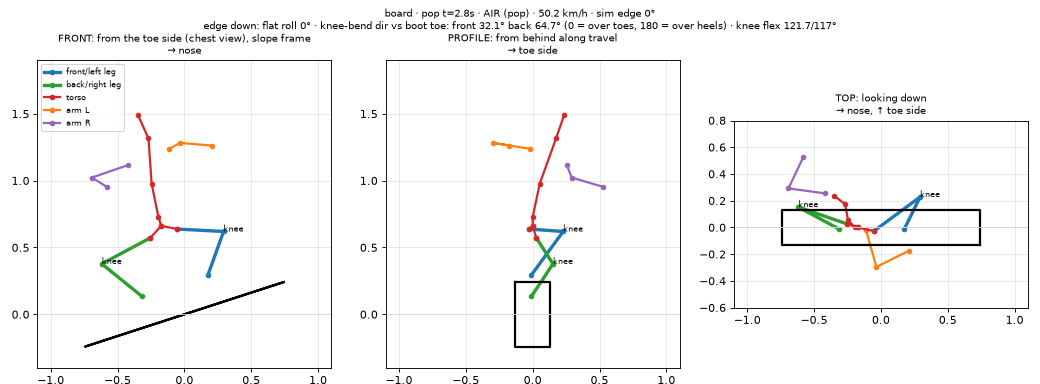 board · pop t=2.8s · AIR (pop) · 50.2 km/h · sim edge 0°
edge down: flat roll 0° · knee-bend dir vs boot toe: front 32.1° back 64.7° (0 = over toes, 180 = over heels) · knee flex 121.7/117°
FRONT: from the toe side (chest view), slope frame
→ nose
front/left leg
back/right leg
torso
arm L
arm R
knee
knee
1.5
1.0
0.5
0.0
−1.0
−0.5
0.0
0.5
1.0
PROFILE: from behind along travel
→ toe side
knee
knee
1.5
1.0
0.5
0.0
−1.0
−0.5
0.0
0.5
1.0
TOP: looking down
→ nose, ↑ toe side
knee
knee
0.8
0.6
0.4
0.2
0.0
−0.2
−0.4
−0.6
−1.0
−0.5
0.0
0.5
1.0